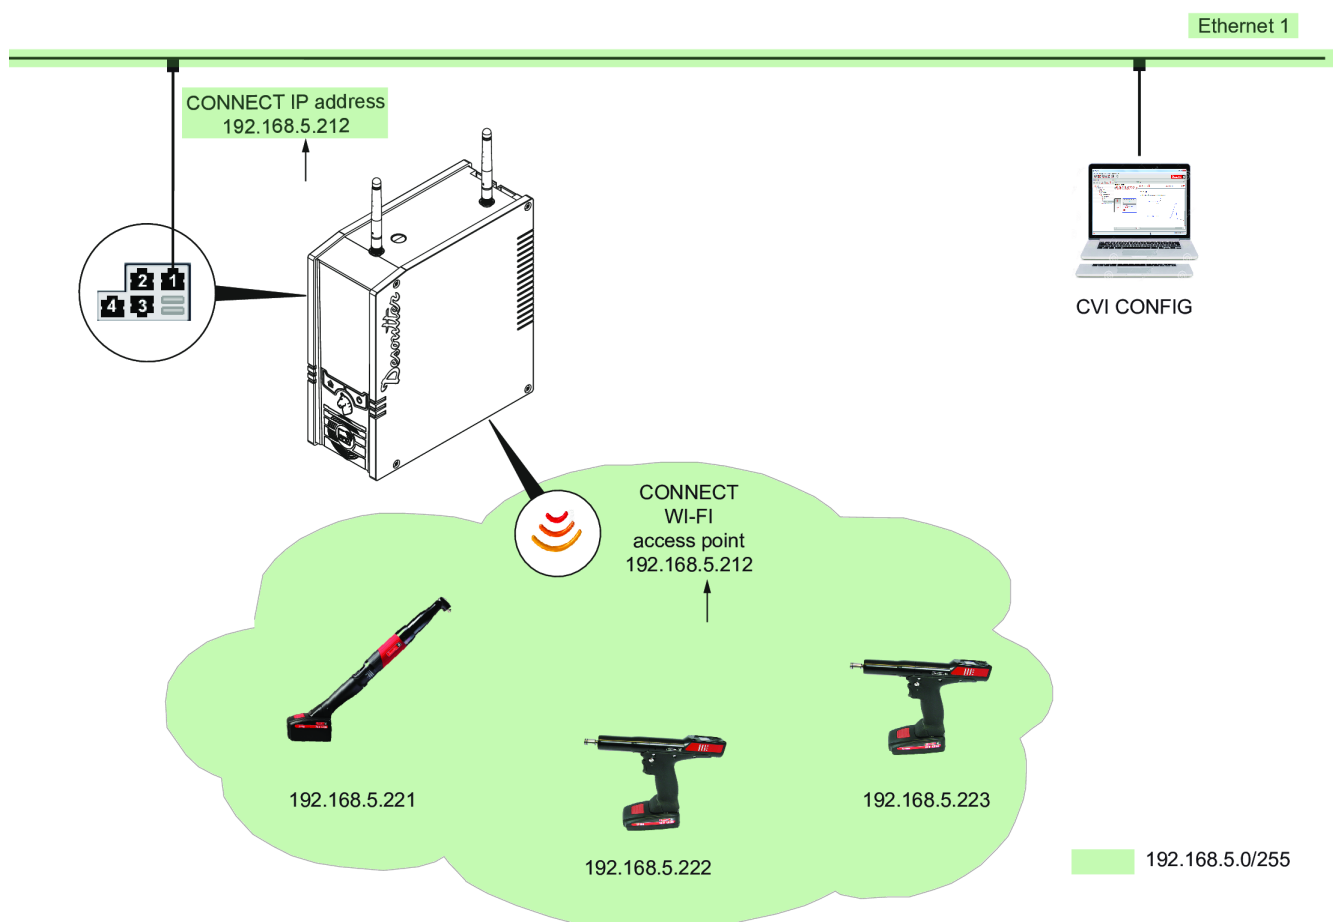 Ethernet 1
CONNECT IP address
192.168.5.212
2
1
4
3
Desoutter
CVI CONFIG
CONNECT
WI-FI
access point
192.168.5.212
192.168.5.221
192.168.5.222
192.168.5.223
192.168.5.0/255